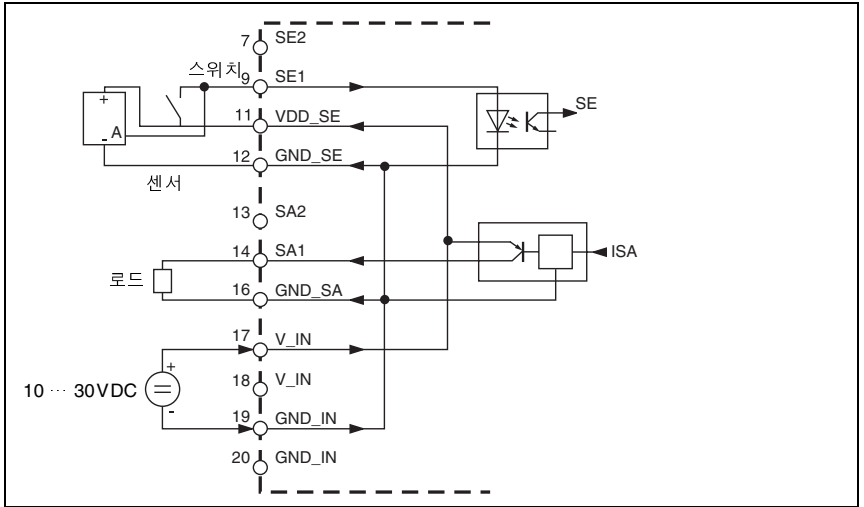 7 SE2
스위치
9 SE1
+
11 VDD_SE
SE
A
-
12 GND_SE
센서
13 SA2
14 SA1
ISA
로드
16 GND_SA
17 V_IN
+
10 ··· 30VDC
18 V_IN
-
19 GND_IN
20 GND_IN